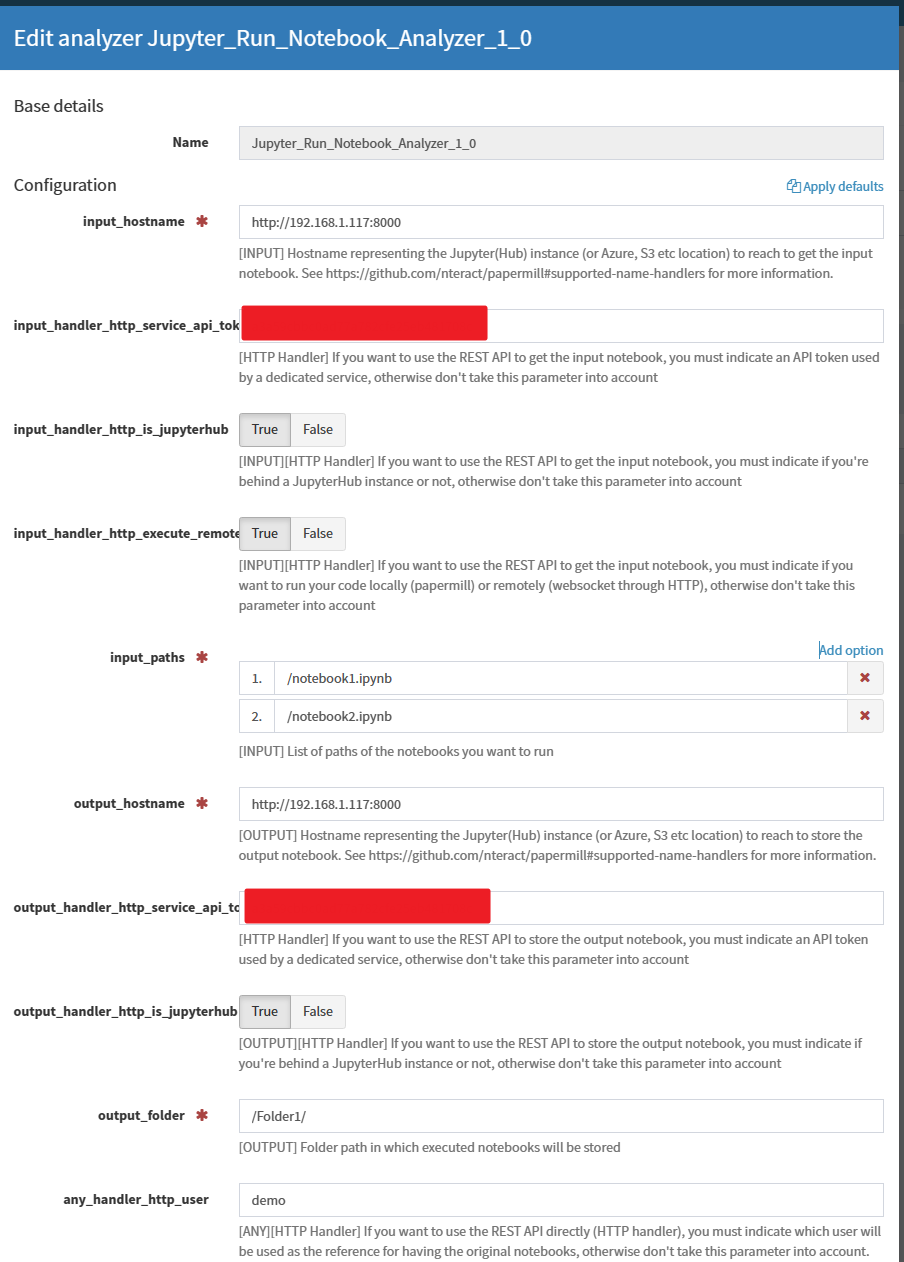 Edit analyzer Jupyter_Run_Notebook_Analyzer_1_0
Base details
Name
Jupyter_Run_Notebook_Analyzer_1_0
Configuration
Apply defaults
input_hostname
http://192.168.1.117:8000
[INPUT] Hostname representing the Jupyter(Hub) instance (or Azure, S3 etc location) to reach to get the input
notebook. See https://github.com/nteract/papermill#supported-name-handlers for more information.
input_handler_http_service_api_tok
[HTTP Handler] If you want to use the REST API to get the input notebook, you must indicate an API token used
by a dedicated service, otherwise don't take this parameter into account
input_handler_http_is_jupyterhub
True False
[INPUT][HTTP Handler] If you want to use the REST API to get the input notebook, you must indicate if you're
behind a JupyterHub instance or not, otherwise don't take this parameter into account
input_handler_http_execute_remote
True False
[INPUT][HTTP Handler] If you want to use the REST API to get the input notebook, you must indicate if you
want to run your code locally (papermill) or remotely (websocket through HTTP), otherwise don't take this
parameter into account
input_paths
Add option
1. /notebook1.ipynb
2. /notebook2.ipynb
[INPUT] List of paths of the notebooks you want to run
output_hostname
http://192.168.1.117:8000
[OUTPUT] Hostname representing the Jupyter(Hub) instance (or Azure, S3 etc location) to reach to store the
output notebook. See https://github.com/nteract/papermill#supported-name-handlers for more information.
output_handler_http_service_api_to
[HTTP Handler] If you want to use the REST API to store the output notebook, you must indicate an API token
used by a dedicated service, otherwise don't take this parameter into account
output_handler_http_is_jupyterhub
True False
[OUTPUT][HTTP Handler] If you want to use the REST API to store the output notebook, you must indicate if
you're behind a JupyterHub instance or not, otherwise don't take this parameter into account
output_folder
/Folder1/
[OUTPUT] Folder path in which executed notebooks will be stored
any_handler_http_user
demo
[ANY][HTTP Handler] If you want to use the REST API directly (HTTP handler), you must indicate which user will
be used as the reference for having the original notebooks, otherwise don't take this parameter into account.